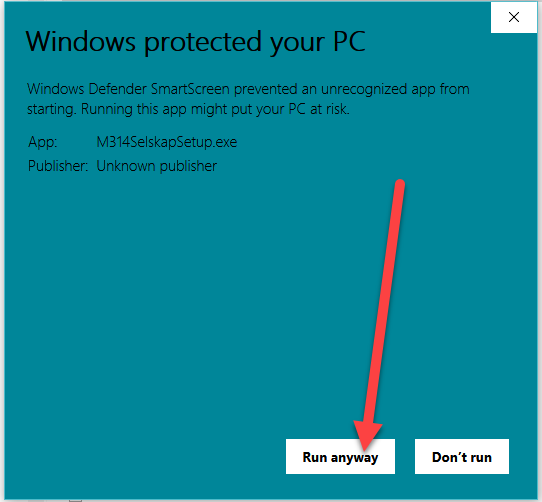 Windows protected your PC
Windows Defender SmartScreen prevented an unrecognized app from
starting. Running this app might put your PC at risk.
App: M314SelskapSetup.exe
Publisher: Unknown publisher
Run anyway Don’t run